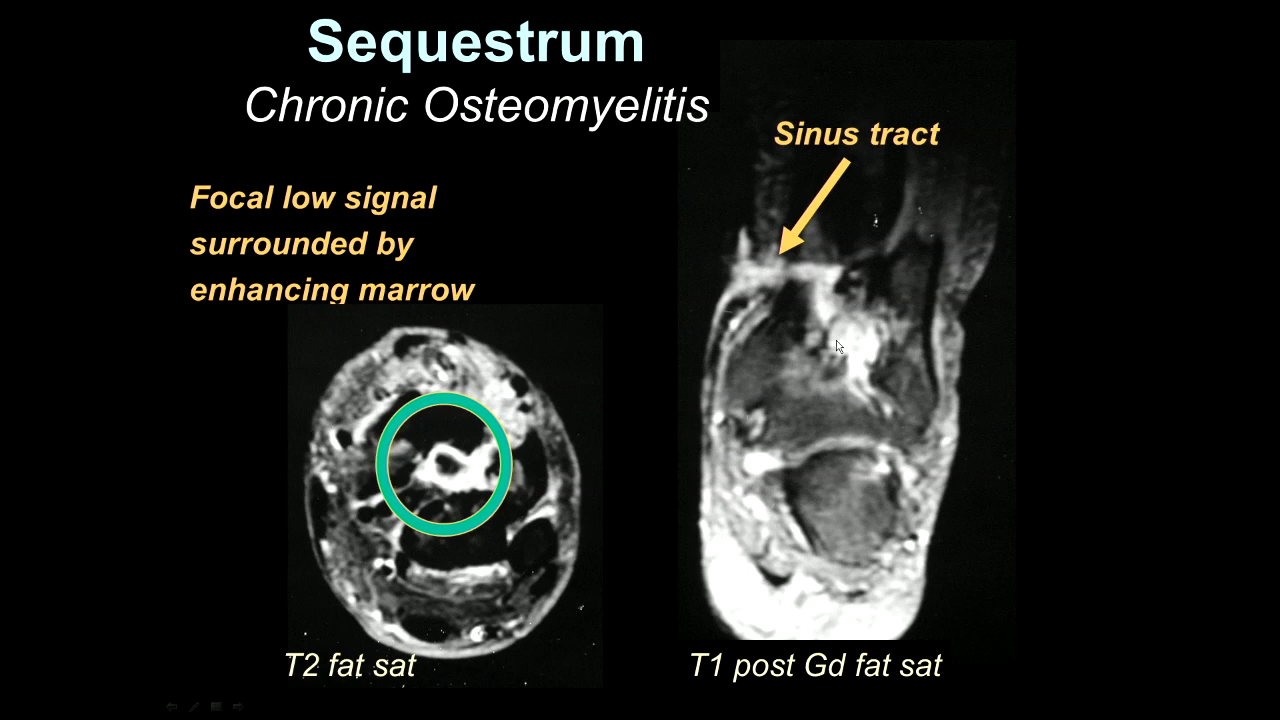 Sequestrum
Chronic Osteomyelitis
Sinus tract
Focal low signal
surrounded by
enhancing marrow
T2 fat sat
T1 post Gd fat sat